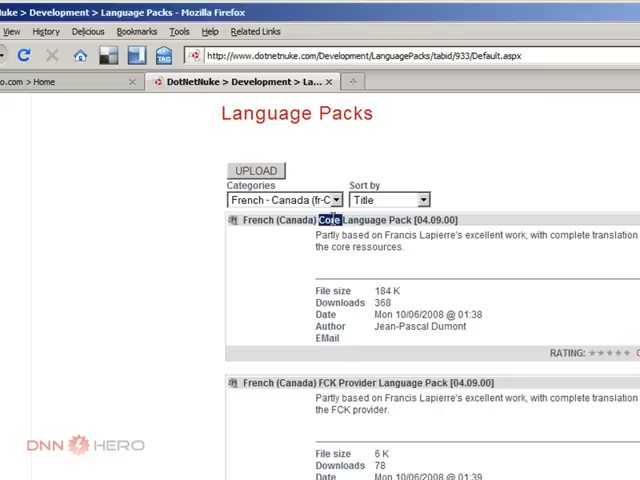 Nuke > Development > Language Packs - Mozilla Firefox
View History Delicious Bookmarks Tools Help Related Links
TAG http://www.dotnetnuke.com/Development/LanguagePacks/tabid/933/Default.aspx
o.com > Home DotNetNuke > Development > La...
Language Packs
UPLOAD
Categories Sort by
French - Canada (fr-C Title
French (Canada) Core Language Pack [04.09.00]
Partly based on Francis Lapierre's excellent work, with complete translation
the core ressources.
File size 184 K
Downloads 368
Date Mon 10/06/2008 @ 01:38
Author Jean-Pascal Dumont
EMail
RATING:
French (Canada) FCK Provider Language Pack [04.09.00]
Partly based on Francis Lapierre's excellent work, with complete translation
the FCK provider.
DNN HERO
File size 6 K
Downloads 78
Date Mon 10/06/2008 @ 01:39